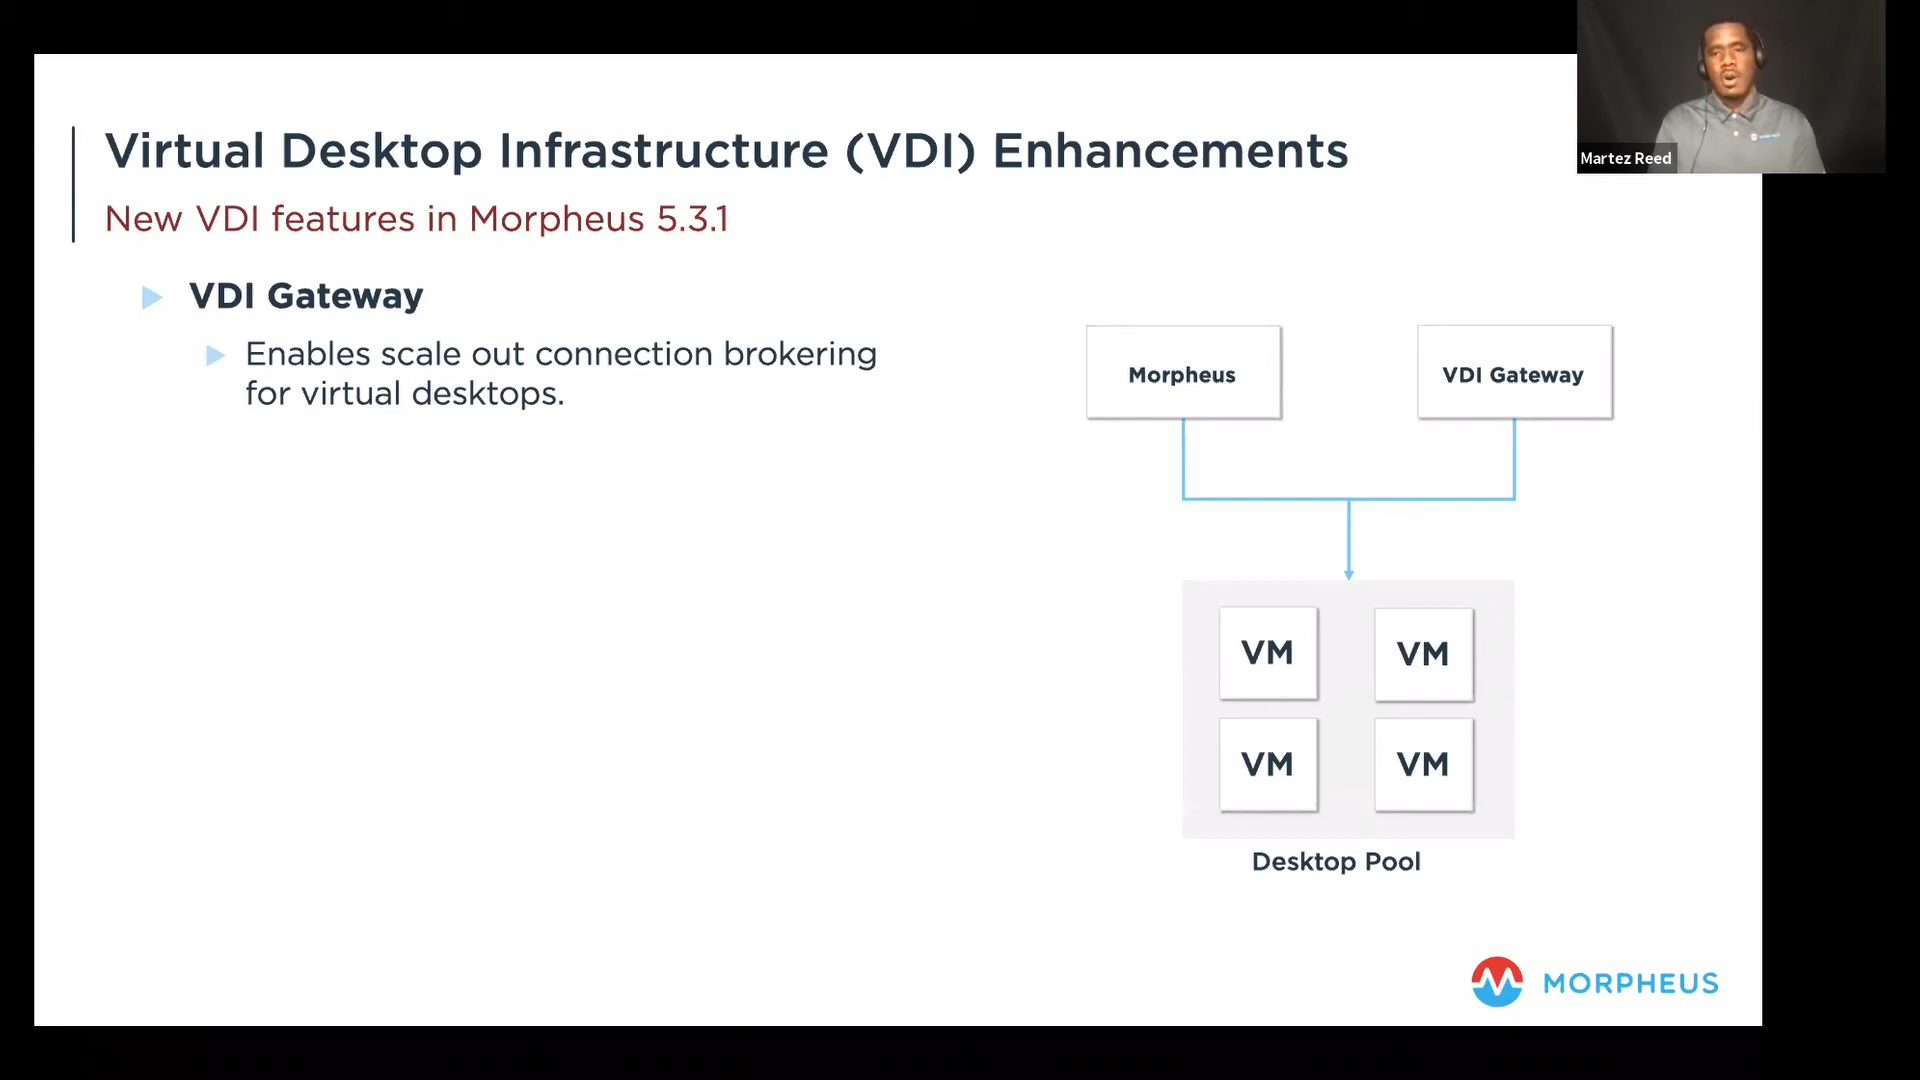 Virtual Desktop Infrastructure (VDI) Enhancements
New VDI features in Morpheus 5.3.1
VDI Gateway
Enables scale out connection brokering
for virtual desktops.
Martez Reed
Morpheus
VDI Gateway
VM
VM
VM
VM
Desktop Pool
MORPHEUS